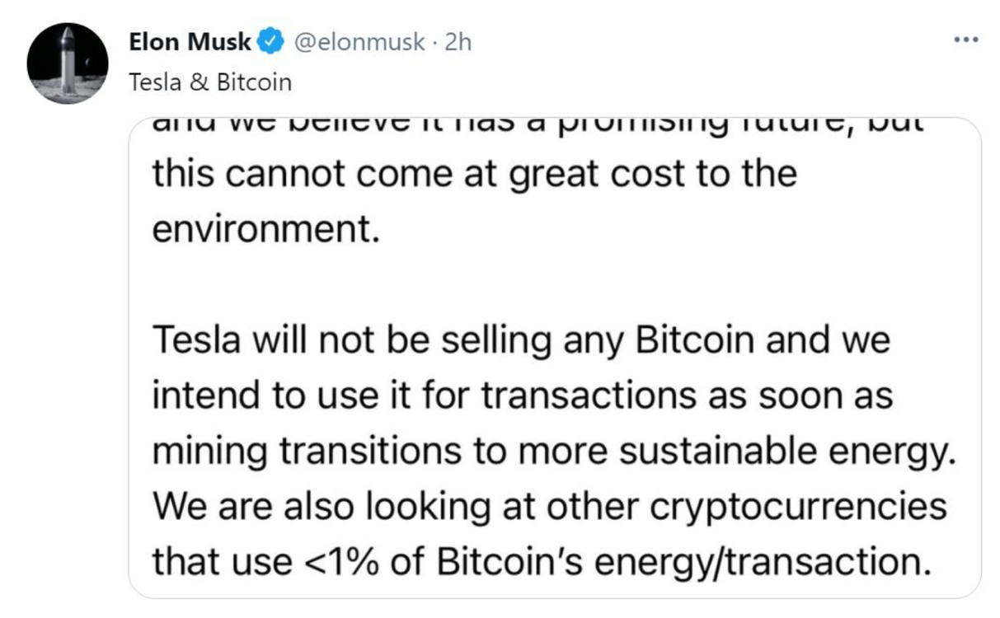 Elon Musk @elonmusk · 2h
Tesla & Bitcoin
and we believe it has a promising future, but
this cannot come at great cost to the
environment.
Tesla will not be selling any Bitcoin and we
intend to use it for transactions as soon as
mining transitions to more sustainable energy.
We are also looking at other cryptocurrencies
that use <1% of Bitcoin’s energy/transaction.